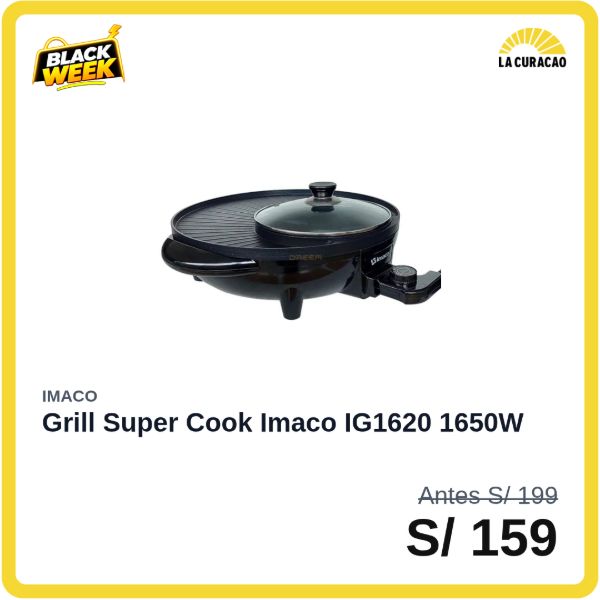 BLACK
WEEK
LA CURACAO
IMACO
Grill Super Cook Imaco IG1620 1650W
Antes S/ 199
S/ 159